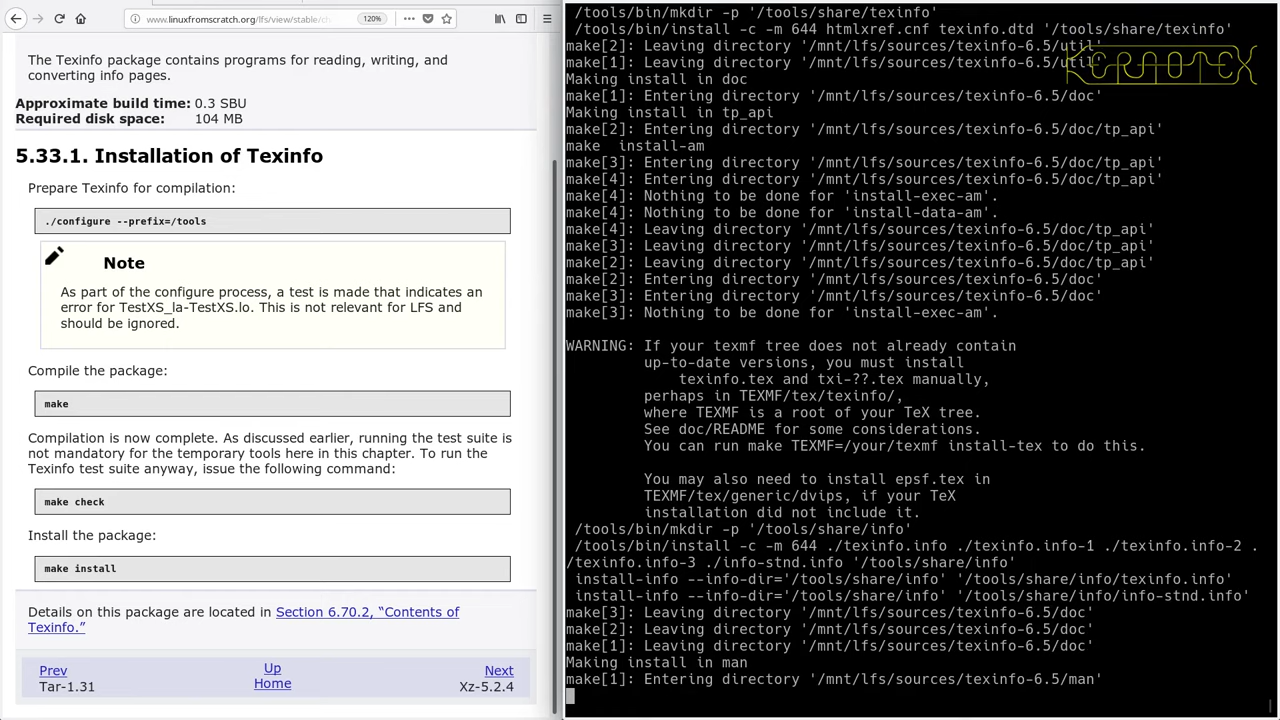 www.linuxfromscratch.org/lfs/view/stable/ch
120%
The Texinfo package contains programs for reading, writing, and
converting info pages.
Approximate build time: 0.3 SBU
Required disk space: 104 MB
5.33.1. Installation of Texinfo
Prepare Texinfo for compilation:
./configure --prefix=/tools
Note
As part of the configure process, a test is made that indicates an
error for TestXS_la-TestXS.lo. This is not relevant for LFS and
should be ignored.
Compile the package:
make
Compilation is now complete. As discussed earlier, running the test suite is
not mandatory for the temporary tools here in this chapter. To run the
Texinfo test suite anyway, issue the following command:
make check
Install the package:
make install
Details on this package are located in Section 6.70.2, “Contents of
Texinfo.”
Prev
Up
Next
Tar-1.31
Home
Xz-5.2.4
/tools/bin/mkdir -p '/tools/share/texinfo'
/tools/bin/install -c -m 644 htmlxref.cnf texinfo.dtd '/tools/share/texinfo'
make[2]: Leaving directory '/mnt/lfs/sources/texinfo-6.5/util'
make[1]: Leaving directory '/mnt/lfs/sources/texinfo-6.5/util'
Making install in doc
make[1]: Entering directory '/mnt/lfs/sources/texinfo-6.5/doc'
Making install in tp_api
make[2]: Entering directory '/mnt/lfs/sources/texinfo-6.5/doc/tp_api'
make  install-am
make[3]: Entering directory '/mnt/lfs/sources/texinfo-6.5/doc/tp_api'
make[4]: Entering directory '/mnt/lfs/sources/texinfo-6.5/doc/tp_api'
make[4]: Nothing to be done for 'install-exec-am'.
make[4]: Nothing to be done for 'install-data-am'.
make[4]: Leaving directory '/mnt/lfs/sources/texinfo-6.5/doc/tp_api'
make[3]: Leaving directory '/mnt/lfs/sources/texinfo-6.5/doc/tp_api'
make[2]: Leaving directory '/mnt/lfs/sources/texinfo-6.5/doc/tp_api'
make[2]: Entering directory '/mnt/lfs/sources/texinfo-6.5/doc'
make[3]: Entering directory '/mnt/lfs/sources/texinfo-6.5/doc'
make[3]: Nothing to be done for 'install-exec-am'.
WARNING: If your texmf tree does not already contain
up-to-date versions, you must install
texinfo.tex and txi-??.tex manually,
perhaps in TEXMF/tex/texinfo/,
where TEXMF is a root of your TeX tree.
See doc/README for some considerations.
You can run make TEXMF=/your/texmf install-tex to do this.
You may also need to install epsf.tex in
TEXMF/tex/generic/dvips, if your TeX
installation did not include it.
/tools/bin/mkdir -p '/tools/share/info'
/tools/bin/install -c -m 644 ./texinfo.info ./texinfo.info-1 ./texinfo.info-2 .
/texinfo.info-3 ./info-stnd.info '/tools/share/info'
install-info --info-dir='/tools/share/info' '/tools/share/info/texinfo.info'
install-info --info-dir='/tools/share/info' '/tools/share/info/info-stnd.info'
make[3]: Leaving directory '/mnt/lfs/sources/texinfo-6.5/doc'
make[2]: Leaving directory '/mnt/lfs/sources/texinfo-6.5/doc'
make[1]: Leaving directory '/mnt/lfs/sources/texinfo-6.5/doc'
Making install in man
make[1]: Entering directory '/mnt/lfs/sources/texinfo-6.5/man'